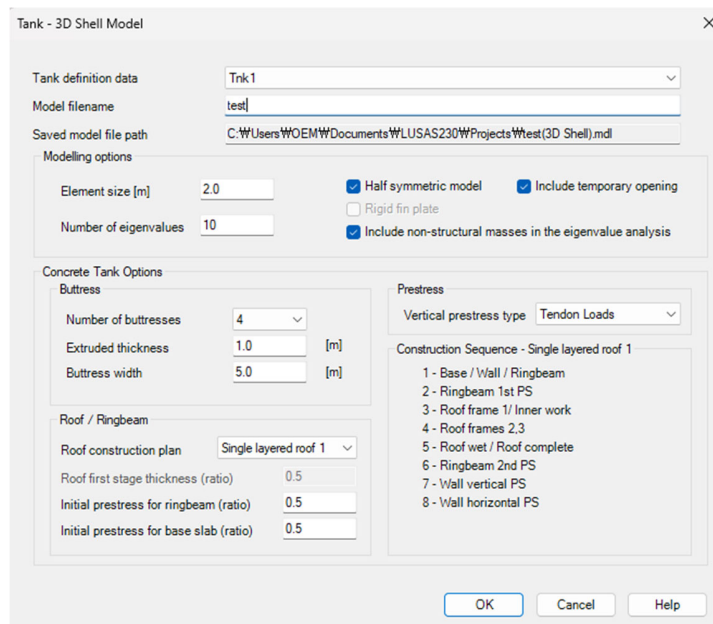 Tank - 3D Shell Model
Tank definition data Tnk1
Model filename test
Saved model file path C:₩Users₩OEM₩Documents₩LUSAS230₩Projects₩test(3D Shell).mdl
Modelling options
Element size [m] 2.0
Half symmetric model Include temporary opening
Rigid fin plate
Number of eigenvalues 10
Include non-structural masses in the eigenvalue analysis
Concrete Tank Options
Buttress
Number of buttresses 4
Extruded thickness 1.0 [m]
Buttress width 5.0 [m]
Roof / Ringbeam
Roof construction plan Single layered roof 1
Roof first stage thickness (ratio) 0.5
Initial prestress for ringbeam (ratio) 0.5
Initial prestress for base slab (ratio) 0.5
Prestress
Vertical prestress type Tendon Loads
Construction Sequence - Single layered roof 1
1 - Base / Wall / Ringbeam
2 - Ringbeam 1st PS
3 - Roof frame 1/ Inner work
4 - Roof frames 2,3
5 - Roof wet / Roof complete
6 - Ringbeam 2nd PS
7 - Wall vertical PS
8 - Wall horizontal PS
OK Cancel Help